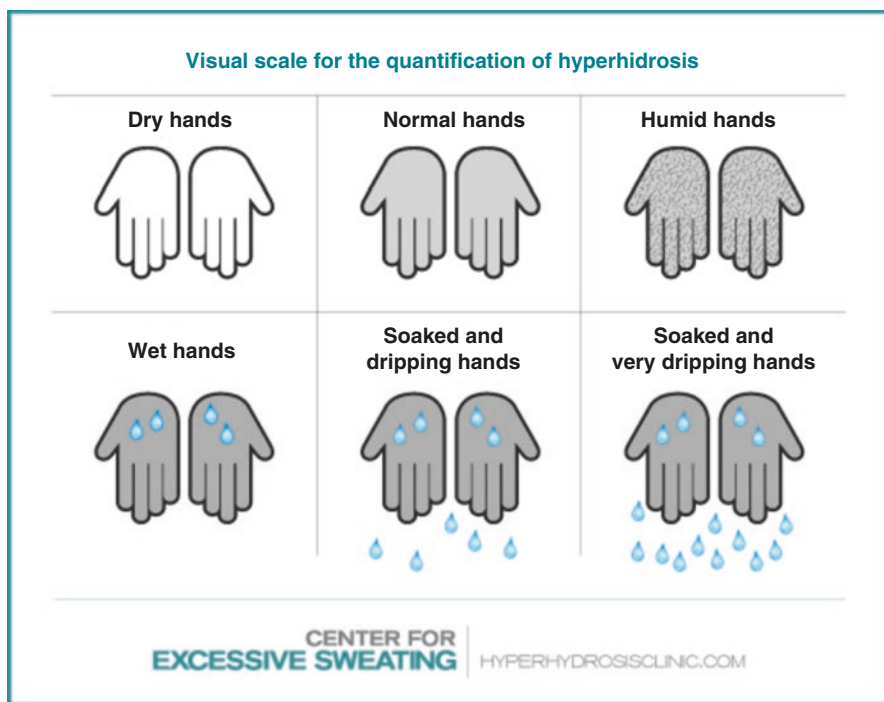 Visual scale for the quantification of hyperhidrosis
Dry hands
Normal hands
Humid hands
Wet hands
Soaked and
dripping hands
Soaked and
very dripping hands
CENTER FOR
EXCESSIVE SWEATING
HYPERHYDROSISCLINIC.COM